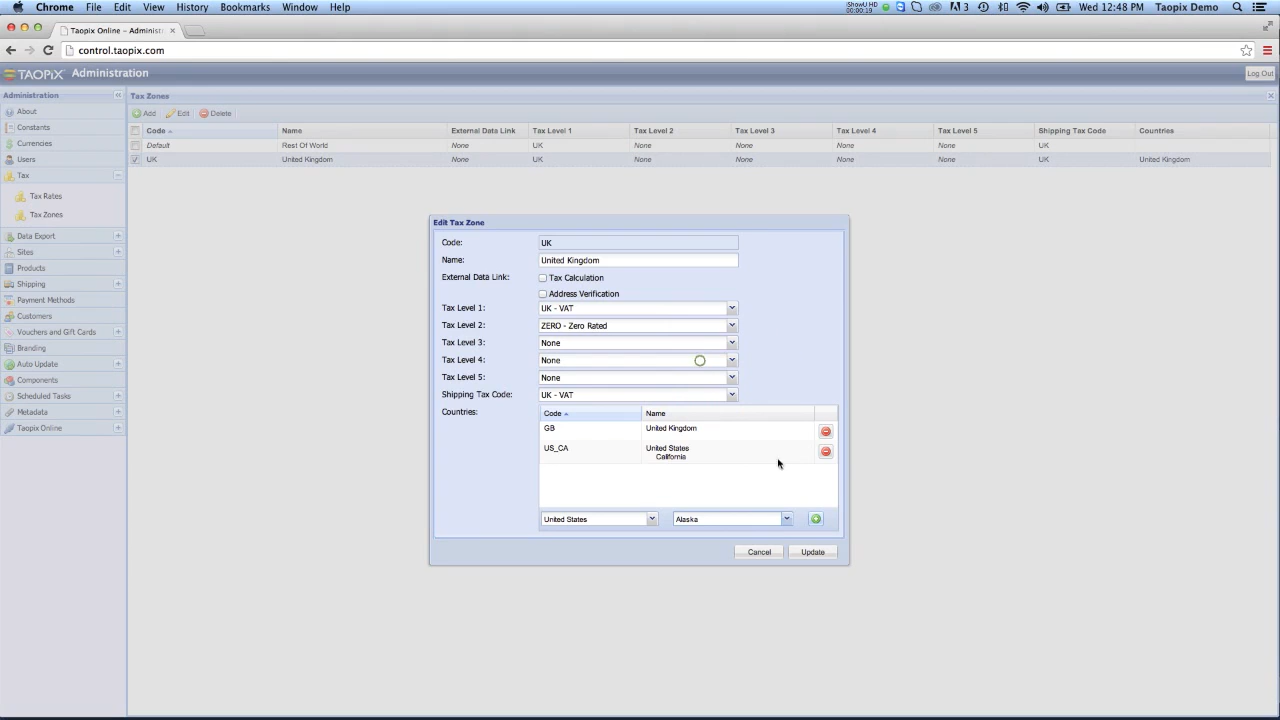 Chrome File Edit View History Bookmarks Window Help ShowU HD 00:00:19 3 Wed 12:48 PM Taopix Demo
Taopix Online – Administr
control.taopix.com
TAOPIX Administration Log Out
Administration Tax Zones
About Add Edit Delete
Constants Code Name External Data Link Tax Level 1 Tax Level 2 Tax Level 3 Tax Level 4 Tax Level 5 Shipping Tax Code Countries
Currencies Default Rest Of World None UK None None None None UK
Users UK United Kingdom None UK None None None None UK United Kingdom
Tax
Tax Rates
Tax Zones
Data Export
Sites
Products
Shipping
Payment Methods
Customers
Vouchers and Gift Cards
Branding
Auto Update
Components
Scheduled Tasks
Metadata
Taopix Online
Edit Tax Zone
Code: UK
Name: United Kingdom
External Data Link: Tax Calculation
Address Verification
Tax Level 1: UK - VAT
Tax Level 2: ZERO - Zero Rated
Tax Level 3: None
Tax Level 4: None
Tax Level 5: None
Shipping Tax Code: UK - VAT
Countries: Code Name
GB United Kingdom
US_CA United States
California
United States Alaska
Cancel Update